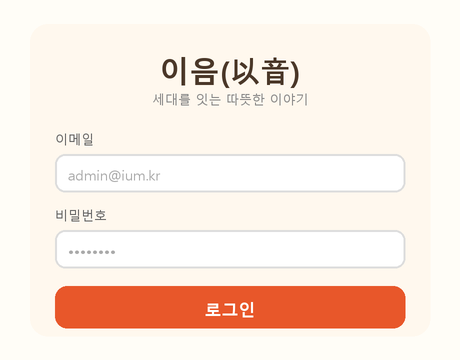 이음(以音)
세대를 잇는 따뜻한 이야기
이메일
admin@ium.kr
비밀번호
••••••••
로그인